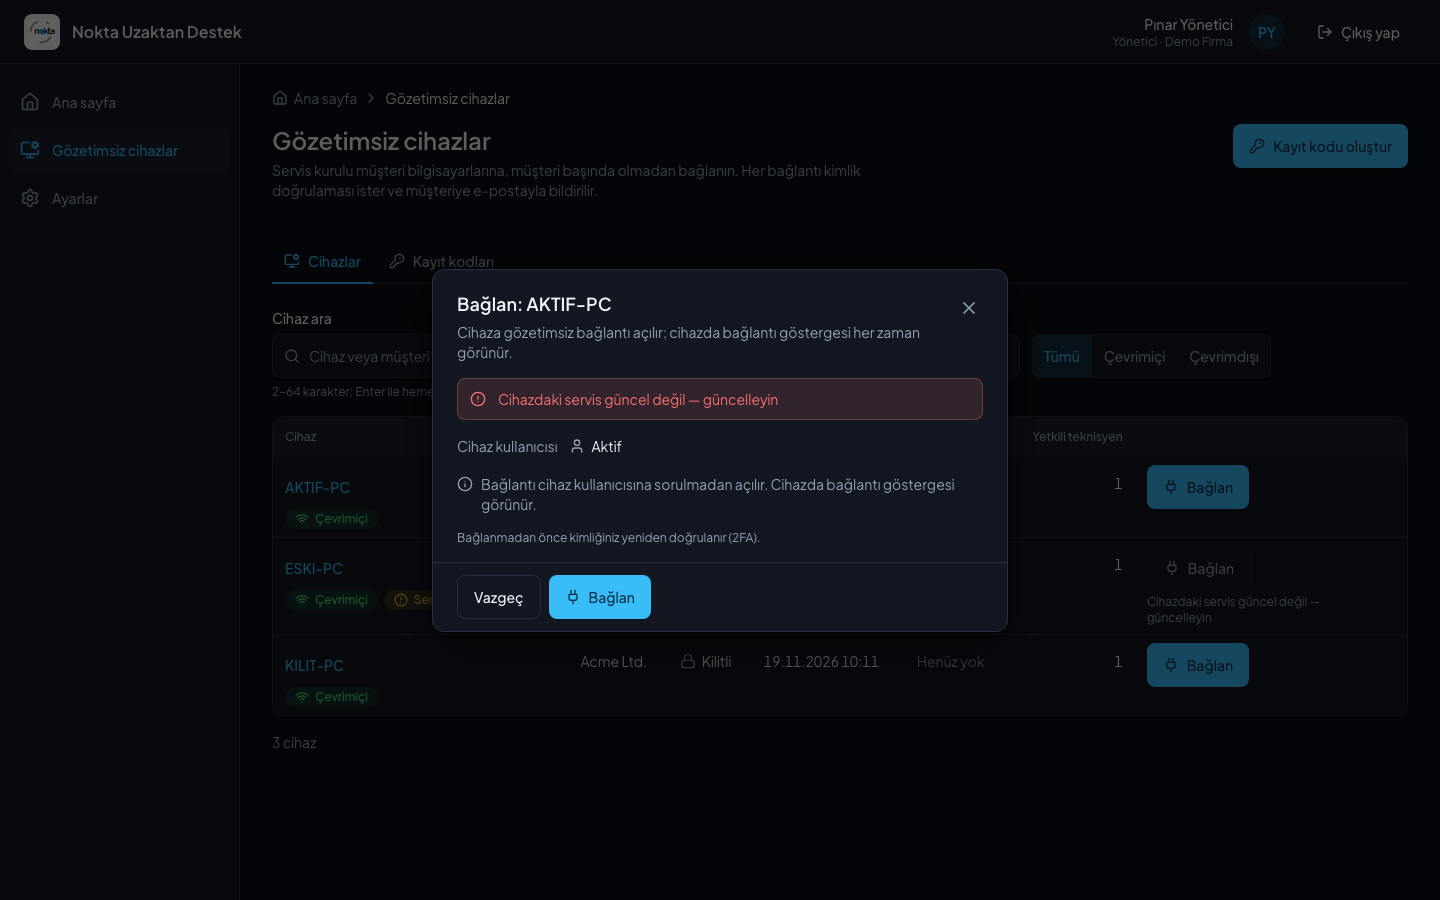 nokta
Nokta Uzaktan Destek
Pınar Yönetici
Yönetici · Demo Firma
PY
Çıkış yap
Ana sayfa
Gözetimsiz cihazlar
Ayarlar
Ana sayfa
Gözetimsiz cihazlar
Gözetimsiz cihazlar
Servis kurulu müşteri bilgisayarlarına, müşteri başında olmadan bağlanın. Her bağlantı kimlik
doğrulaması ister ve müşteriye e-postayla bildirilir.
Kayıt kodu oluştur
Cihazlar
Kayıt kodları
Cihaz ara
Cihaz veya müşteri
Tümü
Çevrimiçi
Çevrimdışı
2–64 karakter; Enter ile
Cihaz
Yetkili teknisyen
AKTIF-PC
Çevrimiçi
1
Bağlan
ESKI-PC
Çevrimiçi
1
Bağlan
Cihazdaki servis güncel değil —
güncelleyin
KILIT-PC
Çevrimiçi
Acme Ltd.
Kilitli
19.11.2026 10:11
Henüz yok
1
Bağlan
3 cihaz
Bağlan: AKTIF-PC
Cihaza gözetimsiz bağlantı açılır; cihazda bağlantı göstergesi her zaman
görünür.
Cihazdaki servis güncel değil — güncelleyin
Cihaz kullanıcısı
Aktif
Bağlantı cihaz kullanıcısına sorulmadan açılır. Cihazda bağlantı göstergesi
görünür.
Bağlanmadan önce kimliğiniz yeniden doğrulanır (2FA).
Vazgeç
Bağlan